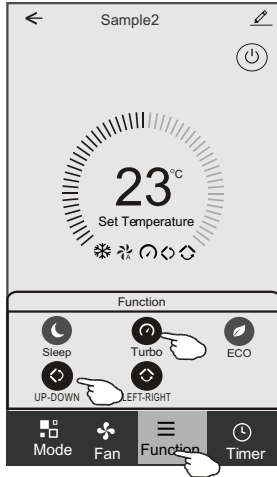 Sample2
23°C
Set Temperature
A
Function
Sleep Turbo ECO
UP-DOWN LEFT-RIGHT
Mode Fan Function Timer